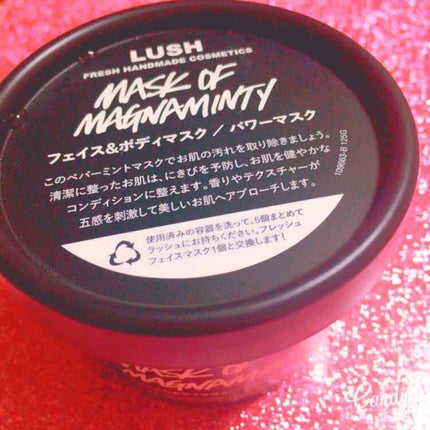 LUSH
FRESH HANDMADE COSMETICS
MASK OF
MAGNAMINTY
フェイス&ボディマスク / パワーマスク
このペパーミントマスクでお肌の汚れを取り除きましょう。
清潔に整ったお肌は、にきびを予防し、お肌を健やかな
コンディションに整えます。香りやテクスチャーが
五感を刺激して美しいお肌へアプローチします。
109663-B 125G
使用済みの容器を洗って、5個まとめて
ラッシュにお持ちください。フレッシュ
フェイスマスク1個と交換します!
MASK OF
MAGNAMINTY